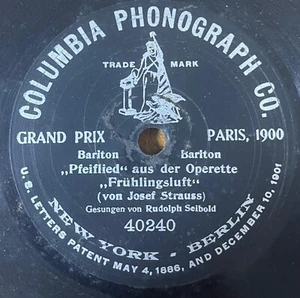 COLUMBIA PHONOGRAPH CO.
TRADE MARK
GRAND PRIX PARIS, 1900
Bariton Bariton
„Pfeiflied" aus der Operette
„Frühlingsluft"
(von Josef Strauss)
Gesungen von Rudolph Seibold
40240
NEW YORK - BERLIN
U.S. LETTERS PATENT MAY 4, 1886, AND DECEMBER 10, 1901